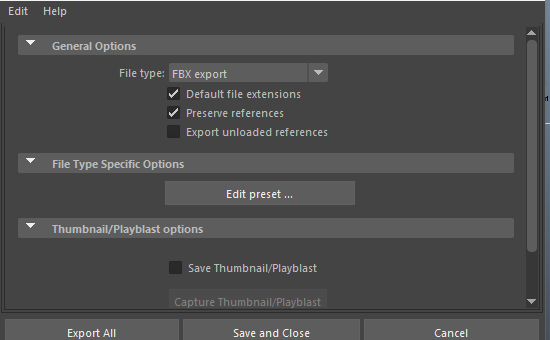 Edit Help
General Options
File type: FBX export
Default file extensions
Preserve references
Export unloaded references
File Type Specific Options
Edit preset ...
Thumbnail/Playblast options
Save Thumbnail/Playblast
Capture Thumbnail/Playblast
Export All Save and Close Cancel